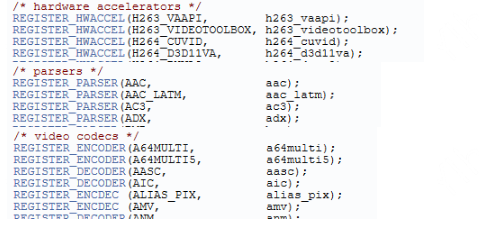 /* hardware accelerators */
REGISTER_HWACCEL(H263_VAAPI, h263_vaapi);
REGISTER_HWACCEL(H263_VIDEOTOOLBOX, h263_videotoolbox);
REGISTER_HWACCEL(H264_CUVID, h264_cuvid);
REGISTER_HWACCEL(H264_D3D11VA, h264_d3d11va);
/* parsers */
REGISTER_PARSER(AAC, aac);
REGISTER_PARSER(AAC_LATM, aac_latm);
REGISTER_PARSER(AC3, ac3);
REGISTER_PARSER(ADX, adx);
/* video codecs */
REGISTER_ENCODER(A64MULTI, a64multi);
REGISTER_ENCODER(A64MULTI5, a64multi5);
REGISTER_DECODER(AASC, aasc);
REGISTER_DECODER(AIC, aic);
REGISTER_ENCDEC (ALIAS_PIX, alias_pix);
REGISTER_ENCDEC (AMV, amv);
REGISTER_DECODER(ANM, anm);